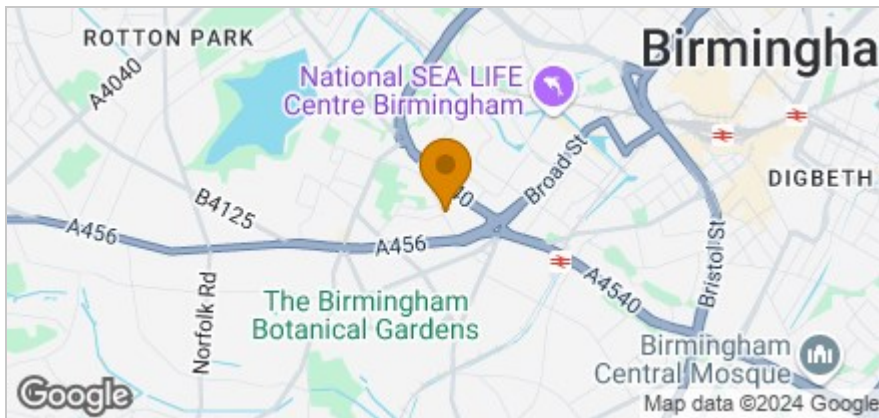 ROTTON PARK
A4040
Birmingha
National SEA LIFE
Centre Birmingham
Broad St
DIGBETH
40
B4125
A456
A456
Bristol St
A4540
Norfolk Rd
The Birmingham
Botanical Gardens
Birmingham
Central Mosque
Google
Map data ©2024 Google